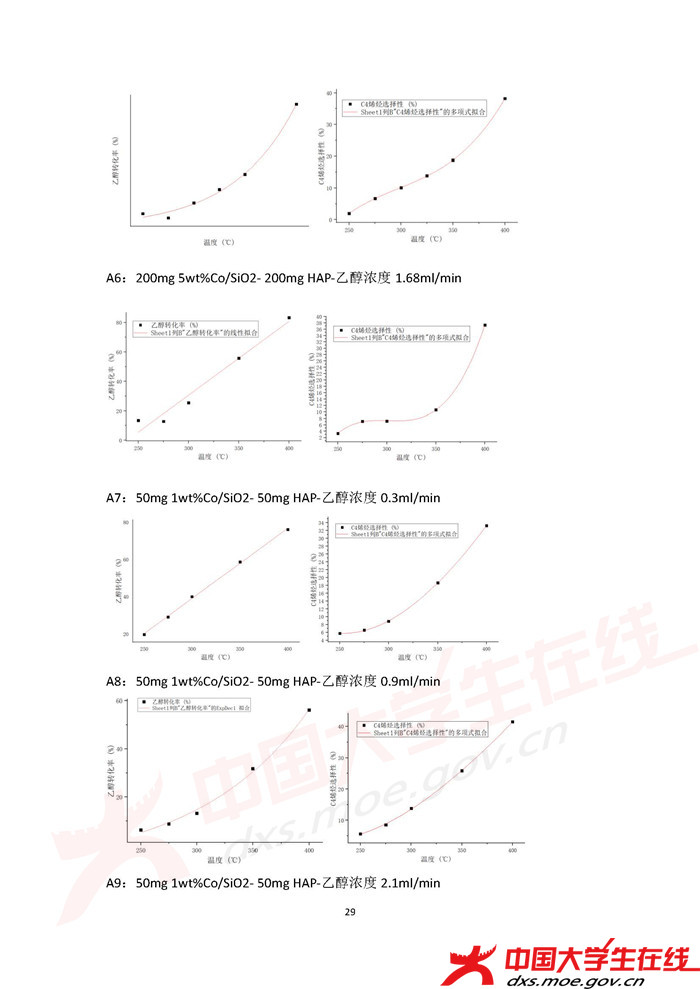 乙醇转化率 (%)
温度 (℃)
C4烯烃选择性 (%)
40
30
20
10
0
■ C4烯烃选择性 (%)
Sheet1列B"C4烯烃选择性"的多项式拟合
250 300 350 400
温度 (℃)
A6：200mg 5wt%Co/SiO2- 200mg HAP-乙醇浓度 1.68ml/min
乙醇转化率 (%)
80
60
40
20
0
乙醇转化率 (%)
Sheet1列B"乙醇转化率"的线性拟合
250 300 350 400
温度 (℃)
C4烯烃选择性 (%)
40
38
36
34
32
30
28
26
24
22
20
18
16
14
12
10
8
6
4
2
C4烯烃选择性 (%)
Sheet1列B"C4烯烃选择性"的多项式拟合
250 300 350 400
温度 (℃)
A7：50mg 1wt%Co/SiO2- 50mg HAP-乙醇浓度 0.3ml/min
乙醇转化率 (%)
80
60
40
20
250 300 350 400
温度 (℃)
C4烯烃选择性 (%)
34
32
30
28
26
24
22
20
18
16
14
12
10
8
6
4
C4烯烃选择性 (%)
Sheet1列B"C4烯烃选择性"的多项式拟合
250 300 350 400
温度 (℃)
A8：50mg 1wt%Co/SiO2- 50mg HAP-乙醇浓度 0.9ml/min
乙醇转化率 (%)
60
40
20
乙醇转化率 (%)
Sheet1列B"乙醇转化率"的ExpDec1 拟合
250 300 350 400
温度 (℃)
C4烯烃选择性 (%)
40
30
20
10
C4烯烃选择性 (%)
Sheet1列B"C4烯烃选择性"的多项式拟合
250 300 350 400
温度 (℃)
A9：50mg 1wt%Co/SiO2- 50mg HAP-乙醇浓度 2.1ml/min
29
中国大学生在线
dxs.moe.gov.cn
中国大学生在线
dxs.moe.gov.cn